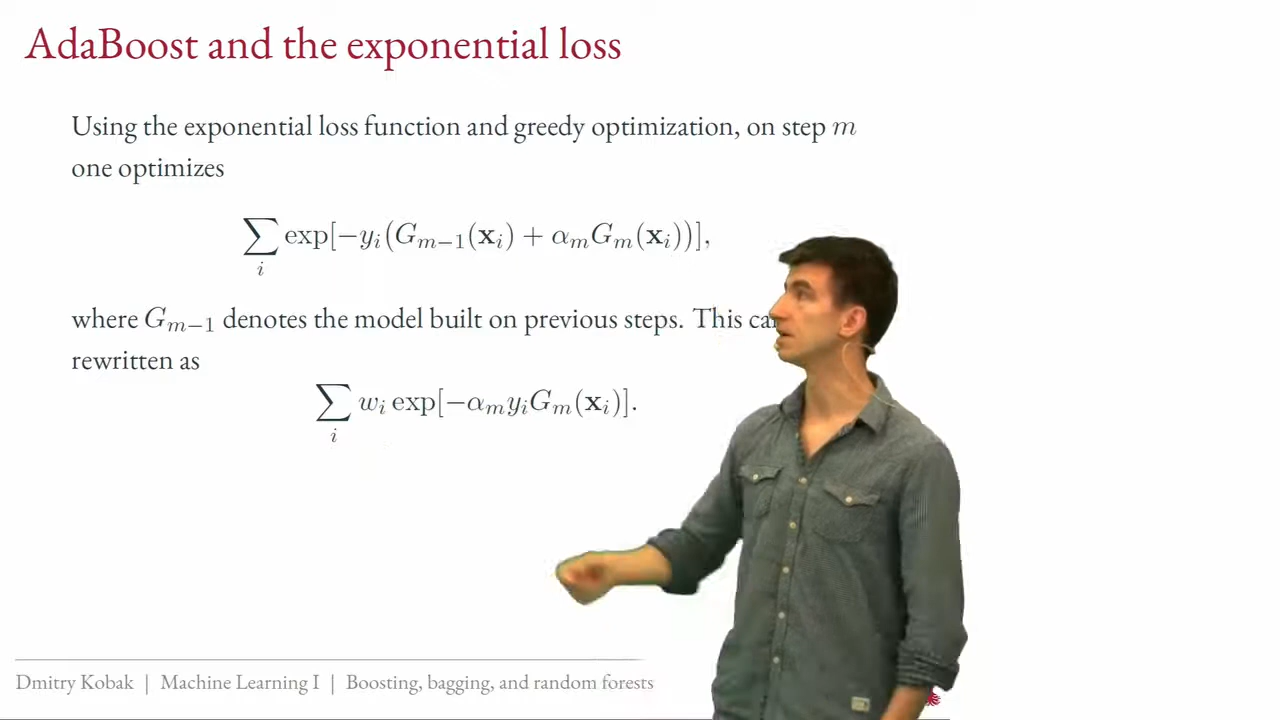 AdaBoost and the exponential loss
Using the exponential loss function and greedy optimization, on step m
one optimizes
∑_i exp[−y_i(G_{m−1}(x_i) + α_m G_m(x_i))],
where G_{m−1} denotes the model built on previous steps. This
rewritten as
∑_i w_i exp[−α_m y_i G_m(x_i)].
Dmitry Kobak | Machine Learning I | Boosting, bagging, and random forests